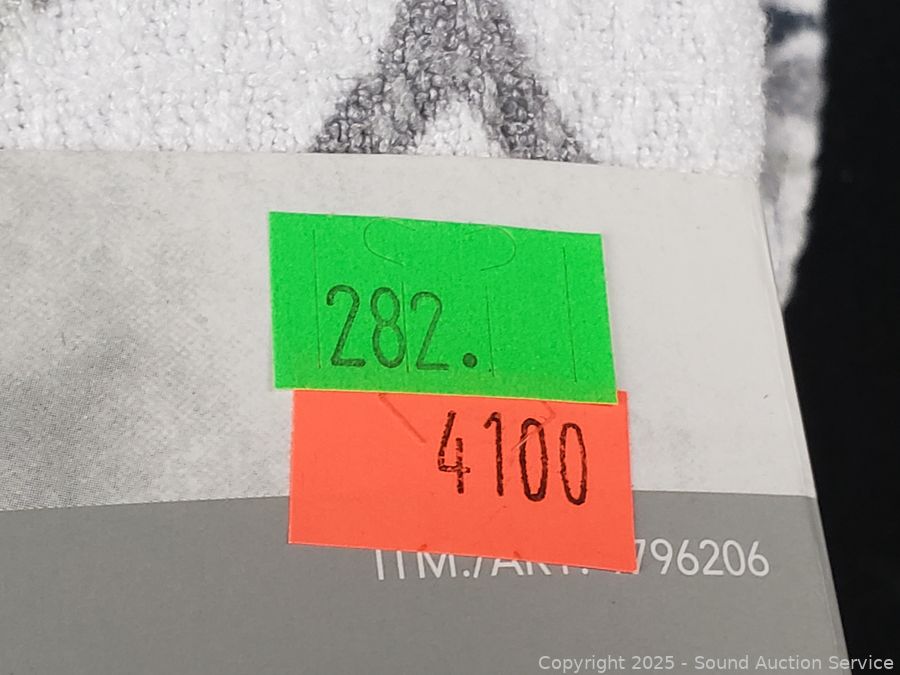 282.
4100
ITM./ART. 796206
Copyright 2025 - Sound Auction Service